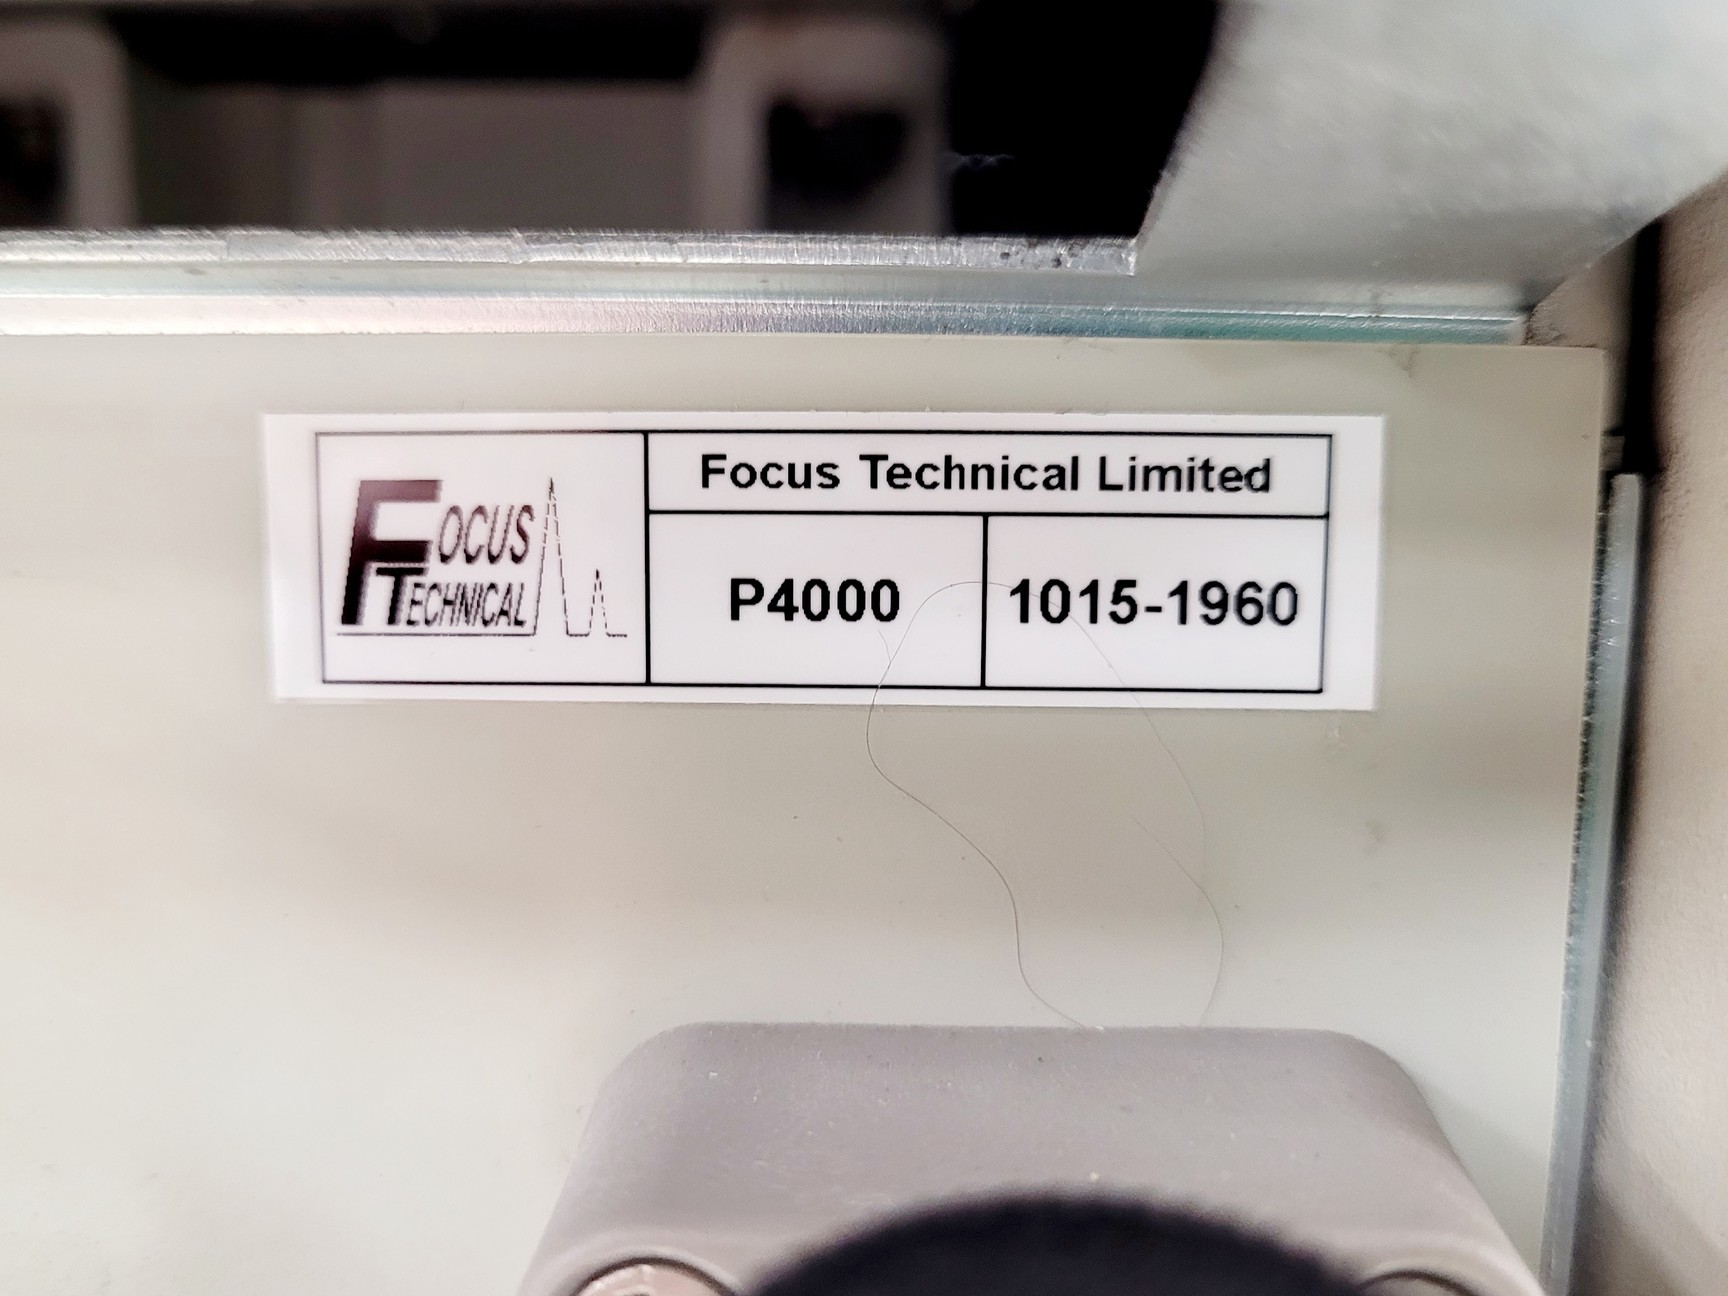 FOCUS
TECHNICAL
Focus Technical Limited
P4000
1015-1960